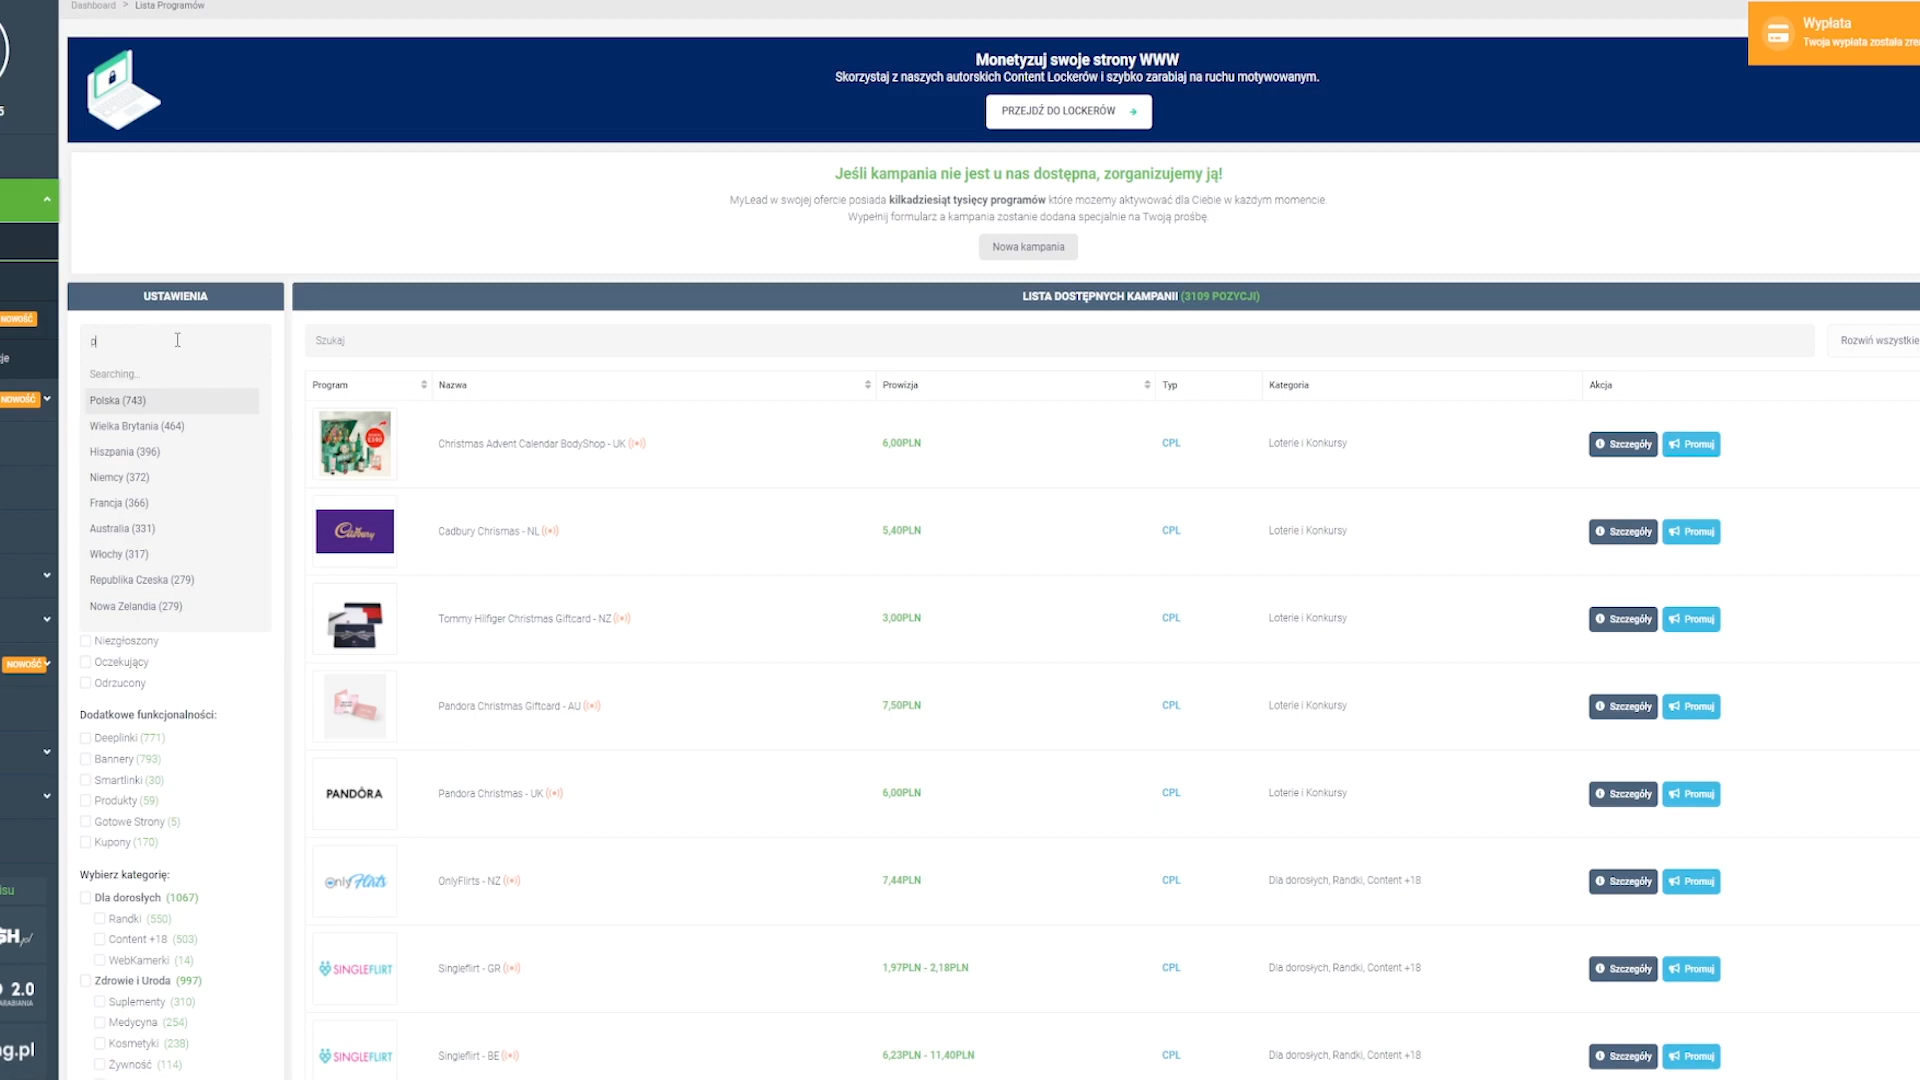 Dashboard > Lista Programów
Wypłata
Twoja wypłata została
Monetyzuj swoje strony WWW
Skorzystaj z naszych autorskich Content Lockerów i szybko zarabiaj na ruchu motywowanym.
PRZEJDŹ DO LOCKERÓW
5
Jeśli kampania nie jest u nas dostępna, zorganizujemy ją!
MyLead w swojej ofercie posiada kilkadziesiąt tysięcy programów które możemy aktywować dla Ciebie w każdym momencie.
Wypełnij formularz a kampania zostanie dodana specjalnie na Twoją prośbę.
Nowa kampania
NOWOŚĆ
je
NOWOŚĆ
NOWOŚĆ
isu
SH.pl
2.0
ARABIANIA
g.pl
USTAWIENIA
p
Searching...
Polska (743)
Wielka Brytania (464)
Hiszpania (396)
Niemcy (372)
Francja (366)
Australia (331)
Włochy (317)
Republika Czeska (279)
Nowa Zelandia (279)
Niezgłoszony
Oczekujący
Odrzucony
Dodatkowe funkcjonalności:
Deeplinki (771)
Bannery (793)
Smartlinki (30)
Produkty (59)
Gotowe Strony (5)
Kupony (170)
Wybierz kategorię:
Dla dorosłych (1067)
Randki (550)
Content +18 (503)
WebKamerki (14)
Zdrowie i Uroda (997)
Suplementy (310)
Medycyna (254)
Kosmetyki (238)
Żywność (114)
LISTA DOSTĘPNYCH KAMPANII (3109 POZYCJI)
Szukaj
Rozwiń wszystkie
Program Nazwa Prowizja Typ Kategoria Akcja
Christmas Advent Calendar BodyShop - UK 6,00PLN CPL Loterie i Konkursy Szczegóły Promuj
Cadbury
Cadbury Chrismas - NL 5,40PLN CPL Loterie i Konkursy Szczegóły Promuj
Tommy Hilfiger Christmas Giftcard - NZ 3,00PLN CPL Loterie i Konkursy Szczegóły Promuj
Pandora Christmas Giftcard - AU 7,50PLN CPL Loterie i Konkursy Szczegóły Promuj
PANDÖRA Pandora Christmas - UK 6,00PLN CPL Loterie i Konkursy Szczegóły Promuj
onlyFlirts OnlyFlirts - NZ 7,44PLN CPL Dla dorosłych, Randki, Content +18 Szczegóły Promuj
SINGLEFLIRT Singleflirt - GR 1,97PLN - 2,18PLN CPL Dla dorosłych, Randki, Content +18 Szczegóły Promuj
SINGLEFLIRT Singleflirt - BE 6,23PLN - 11,40PLN CPL Dla dorosłych, Randki, Content +18 Szczegóły Promuj